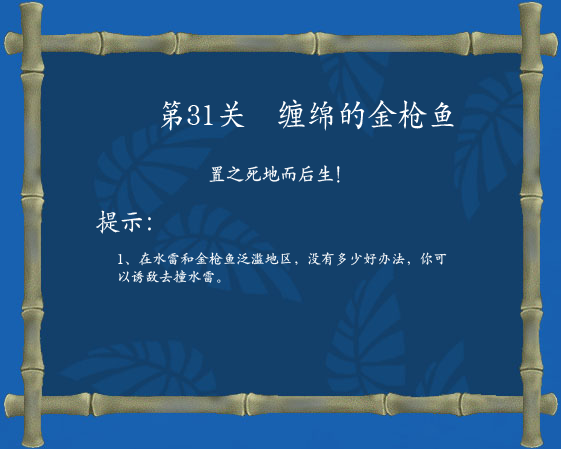 第31关　缠绵的金枪鱼
置之死地而后生！
提示：
1、在水雷和金枪鱼泛滥地区，没有多少好办法，你可
以诱敌去撞水雷。